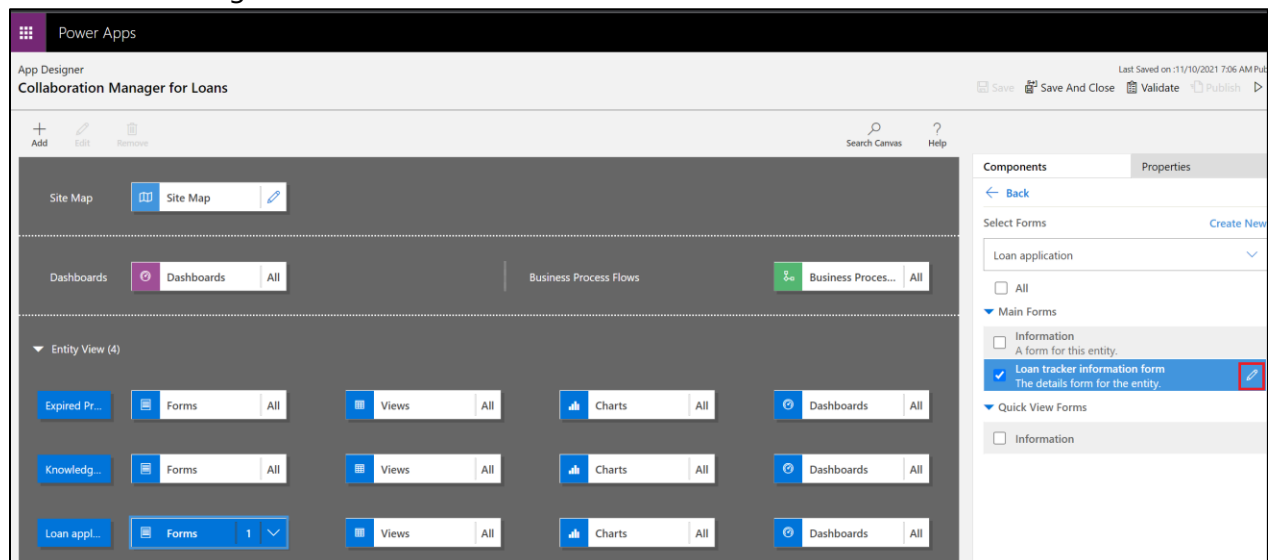 Power Apps
App Designer
Collaboration Manager for Loans
Last Saved on :11/10/2021 7:06 AM
Save Save And Close Validate Publish
Add Edit Remove
Search Canvas Help
Components Properties
Back
Select Forms Create New
Loan application
All
Main Forms
Information
A form for this entity.
Loan tracker information form
The details form for the entity.
Quick View Forms
Information
Site Map Site Map
Dashboards Dashboards All Business Process Flows Business Proces... All
Entity View (4)
Expired Pr... Forms All Views All Charts All Dashboards All
Knowledg... Forms All Views All Charts All Dashboards All
Loan appl... Forms 1 Views All Charts All Dashboards All